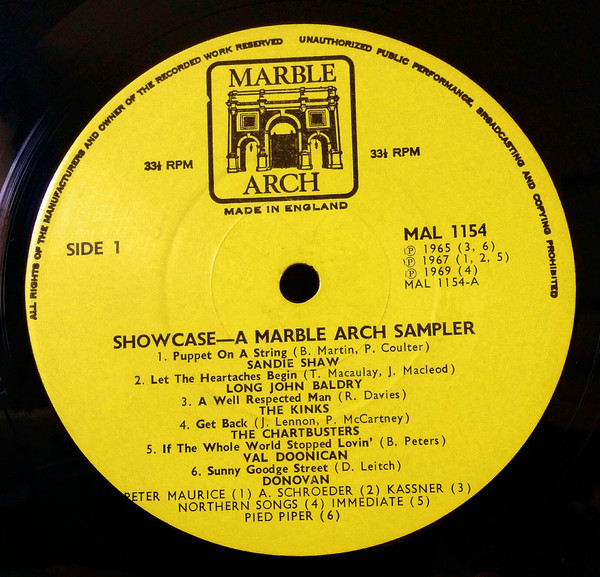 ALL RIGHTS OF THE MANUFACTURERS AND OWNER OF THE RECORDED WORK RESERVED UNAUTHORIZED PUBLIC PERFORMANCE, BROADCASTING AND COPYING PROHIBITED
MARBLE
ARCH
33⅓ RPM 33⅓ RPM
MADE IN ENGLAND
SIDE 1
MAL 1154
℗ 1965 (3, 6)
℗ 1967 (1, 2, 5)
℗ 1969 (4)
MAL 1154-A
SHOWCASE—A MARBLE ARCH SAMPLER
1. Puppet On A String (B. Martin, P. Coulter)
SANDIE SHAW
2. Let The Heartaches Begin (T. Macaulay, J. Macleod)
LONG JOHN BALDRY
3. A Well Respected Man (R. Davies)
THE KINKS
4. Get Back (J. Lennon, P. McCartney)
THE CHARTBUSTERS
5. If The Whole World Stopped Lovin' (B. Peters)
VAL DOONICAN
6. Sunny Goodge Street (D. Leitch)
DONOVAN
PETER MAURICE (1) A. SCHROEDER (2) KASSNER (3)
NORTHERN SONGS (4) IMMEDIATE (5)
PIED PIPER (6)